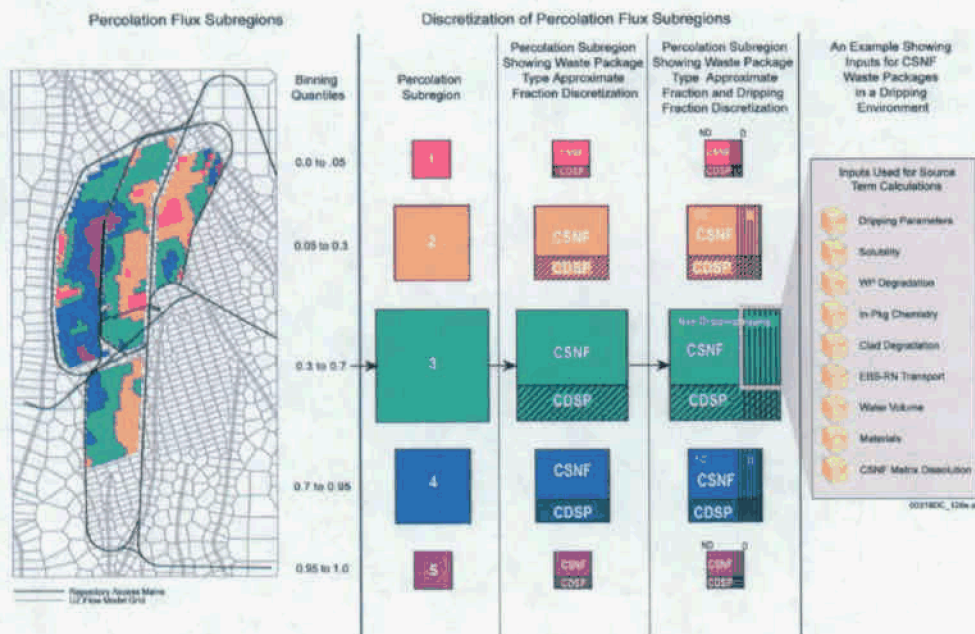 Percolation Flux Subregions
Discretization of Percolation Flux Subregions
Binning
Quantiles
Percolation
Subregion
Percolation Subregion
Showing Waste Package
Type Approximate
Fraction Discretization
Percolation Subregion
Showing Waste Package
Type Approximate
Fraction and Dripping
Fraction Discretization
An Example Showing
Inputs for CSNF
Waste Packages
in a Dripping
Environment
0.0 to .05
1
CSNF
CDSP
ND D
CSNF
CDSP
0.05 to 0.3
2
CSNF
CDSP
CSNF
CDSP
0.3 to 0.7
3
CSNF
CDSP
CSNF
CDSP
0.7 to 0.95
4
CSNF
CDSP
CSNF
CDSP
0.95 to 1.0
5
CSNF
CDSP
ND D
CSNF
CDSP
Inputs Used for Source
Term Calculations
Dripping Parameters
Solubility
WP Degradation
In-Pkg Chemistry
Clad Degradation
EBS-RN Transport
Water Volume
Materials
CSNF Matrix Dissolution
Repository Access Mains
UZ Flow Model Grid